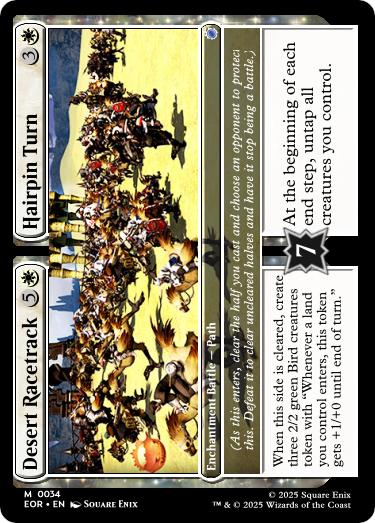 Desert Racetrack 5
Hairpin Turn 3
Enchantment Battle — Path
(As this enters, clear the half you cast and choose an opponent to protect
this. Defeat it to clear uncleared halves and have it stop being a battle.)
When this side is cleared, create
three 2/2 green Bird creatures
token with “Whenever a land
you control enters, this token
gets +1/+0 until end of turn.”
7
At the beginning of each
end step, untap all
creatures you control.
M 0034
EOR • EN SQUARE ENIX
© 2025 Square Enix
™ & © 2025 Wizards of the Coast